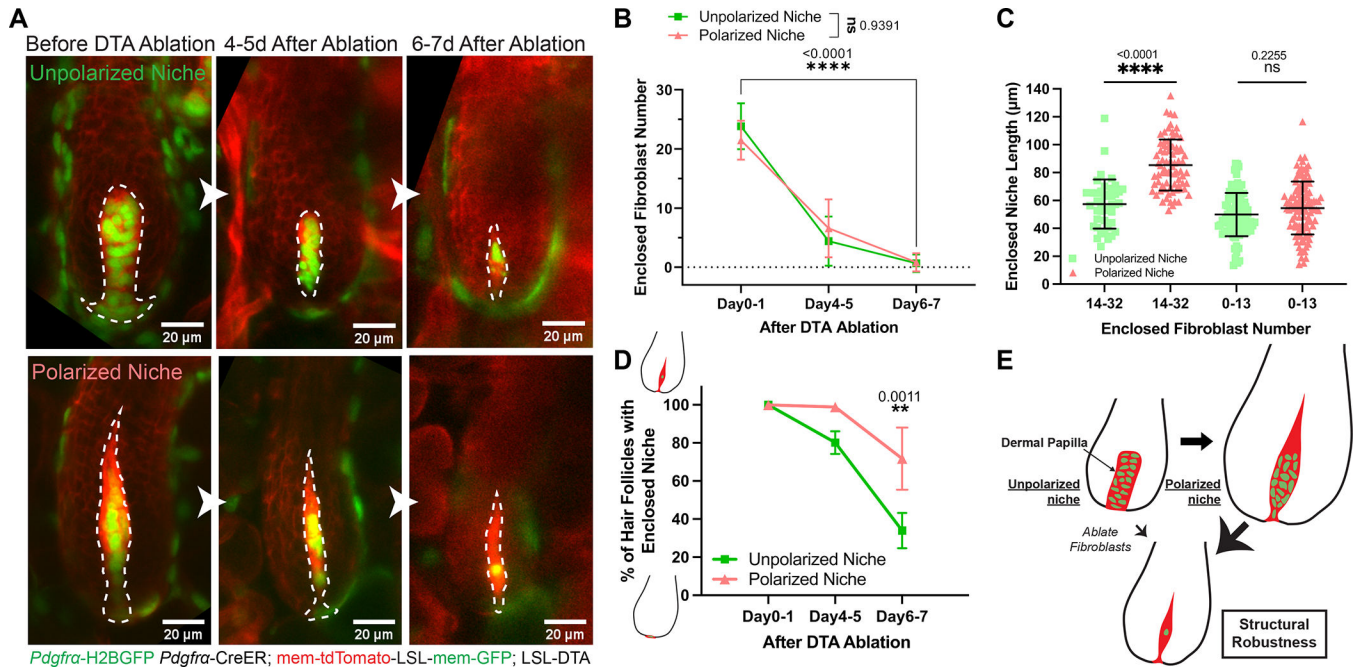 A
Before DTA Ablation
4-5d After Ablation
6-7d After Ablation
Unpolarized Niche
20 µm
20 µm
20 µm
Polarized Niche
20 µm
20 µm
20 µm
Pdgfrα-H2BGFP Pdgfrα-CreER; mem-tdTomato-LSL-mem-GFP; LSL-DTA
B
Unpolarized Niche
Polarized Niche
ns
0.9391
<0.0001
****
Enclosed Fibroblast Number
30
20
10
0
Day0-1
Day4-5
Day6-7
After DTA Ablation
C
<0.0001
****
0.2255
ns
Enclosed Niche Length (µm)
140
120
100
80
60
40
20
0
Unpolarized Niche
Polarized Niche
14-32
14-32
0-13
0-13
Enclosed Fibroblast Number
D
% of Hair Follicles with
Enclosed Niche
100
80
60
40
20
0
0.0011
**
Unpolarized Niche
Polarized Niche
Day0-1
Day4-5
Day6-7
After DTA Ablation
E
Dermal Papilla
Unpolarized
niche
Polarized
niche
Ablate
Fibroblasts
Structural
Robustness